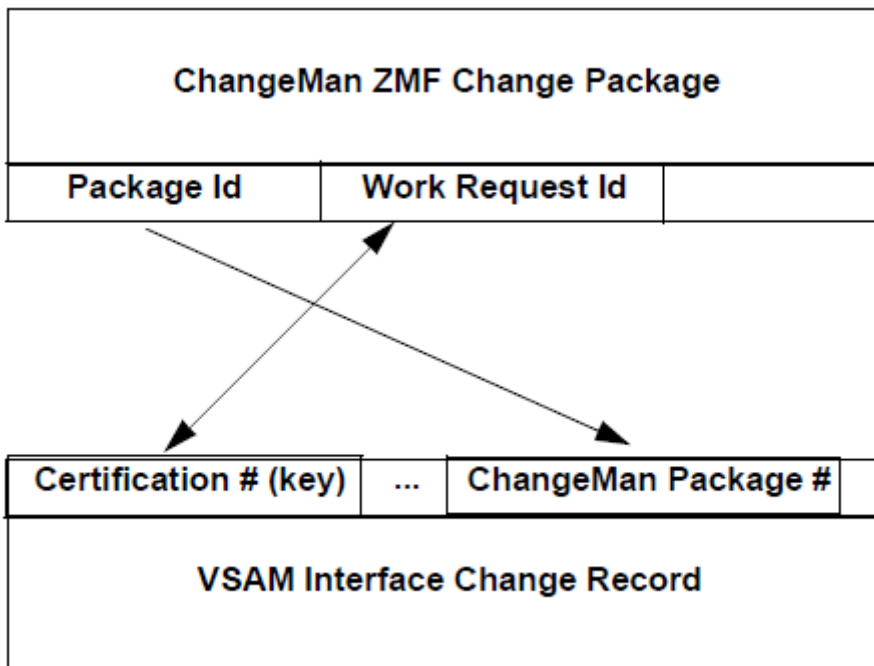 ChangeMan ZMF Change Package
Package Id Work Request Id
Certification # (key) ... ChangeMan Package #
VSAM Interface Change Record